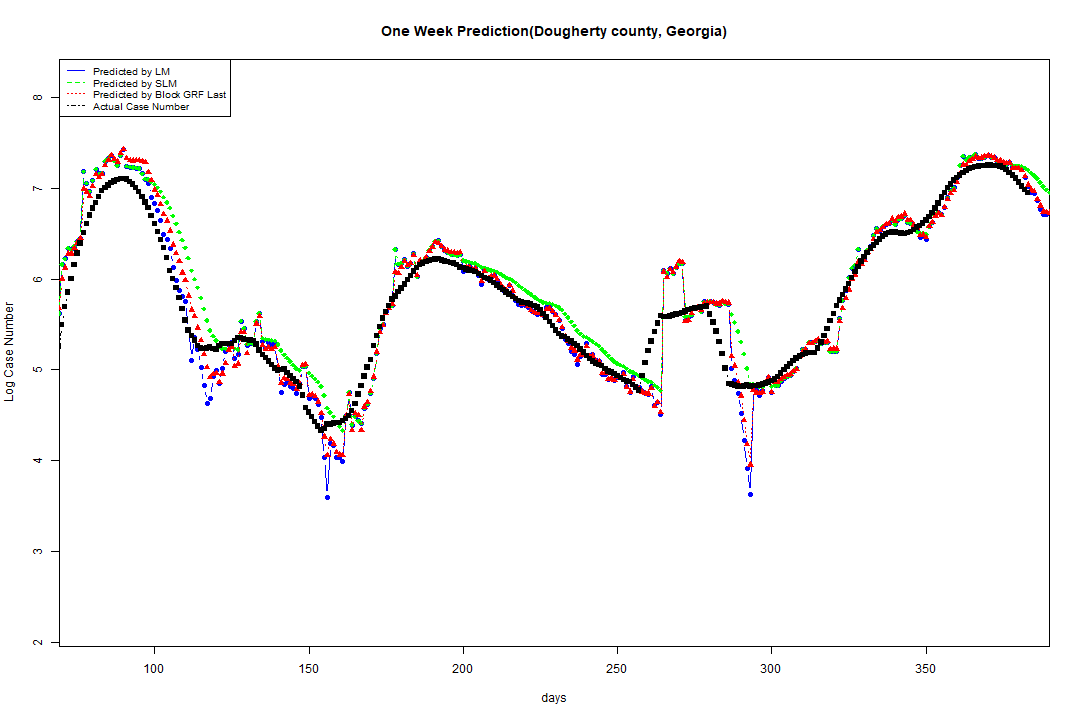 One Week Prediction(Dougherty county, Georgia)
Predicted by LM
Predicted by SLM
Predicted by Block GRF Last
Actual Case Number
Log Case Number
8
7
6
5
4
3
2
100 150 200 250 300 350
days